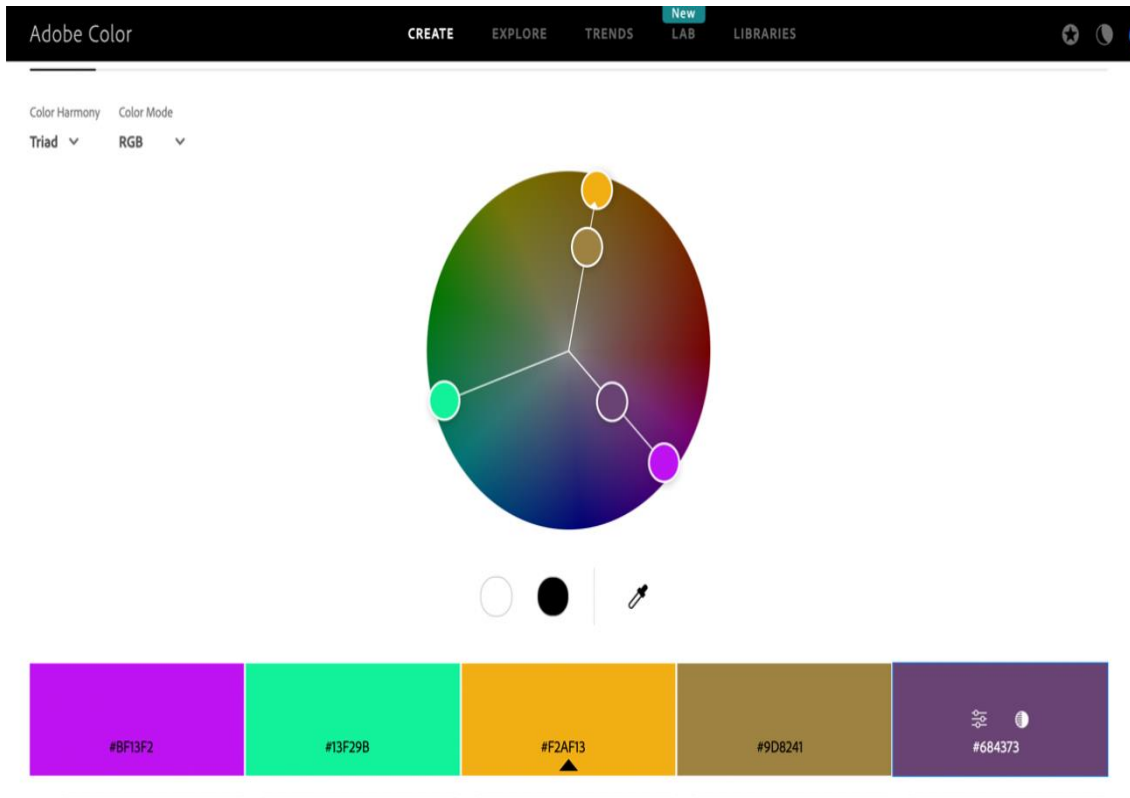 New
Adobe Color CREATE EXPLORE TRENDS LAB LIBRARIES
Color Harmony Color Mode
Triad RGB
#BF13F2 #13F29B #F2AF13 #9D8241 #684373